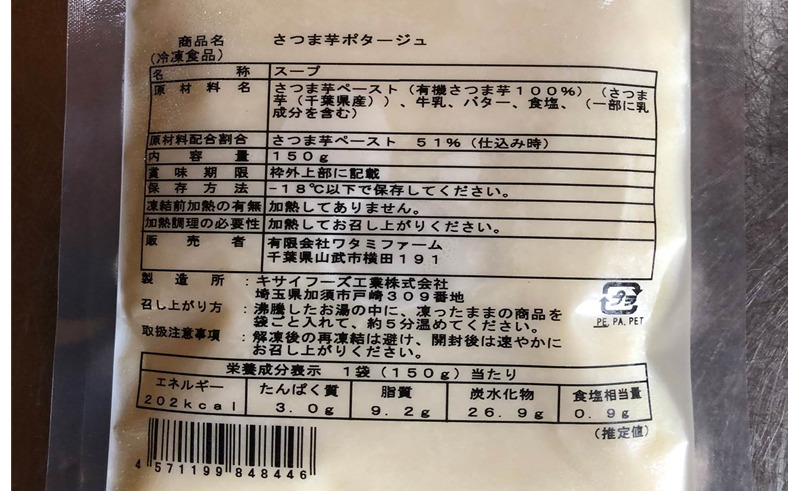 商品名　さつま芋ポタージュ
(冷凍食品)
名称　スープ
原材料名　さつま芋ペースト（有機さつま芋１００％）（さつま
芋（千葉県産））、牛乳、バター、食塩、（一部に乳
成分を含む）
原材料配合割合　さつま芋ペースト　５１％（仕込み時）
内容量　１５０ｇ
賞味期限　枠外上部に記載
保存方法　－１８℃以下で保存してください。
凍結前加熱の有無　加熱してありません。
加熱調理の必要性　加熱してお召し上がりください。
販売者　有限会社ワタミファーム
千葉県山武市横田１９１
製造所　：キサイフーズ工業株式会社
埼玉県加須市戸崎３０９番地
召し上がり方　：沸騰したお湯の中に、凍ったままの商品を
袋ごと入れて、約５分温めてください。
取扱注意事項　：解凍後の再凍結は避け、開封後は速やかに
お召し上がりください。
プラ
PE, PA, PET
栄養成分表示　１袋（１５０ｇ）当たり
エネルギー　たんぱく質　脂質　炭水化物　食塩相当量
２０２kcal　３．０ｇ　９．２ｇ　２６．９ｇ　０．９ｇ
（推定値）
4 571199 848446